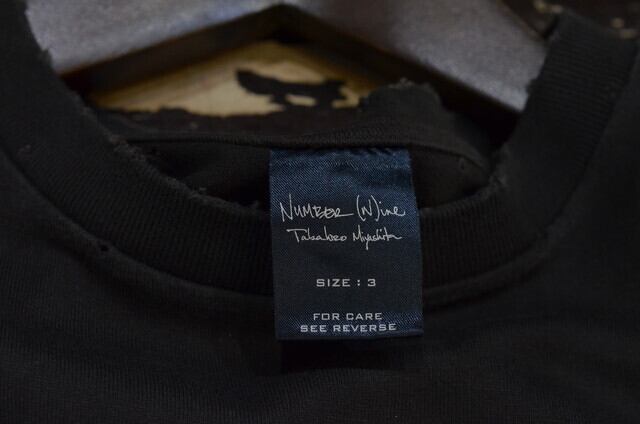 NUMBER (N)ine
Takahiro Miyashita
SIZE : 3
FOR CARE
SEE REVERSE